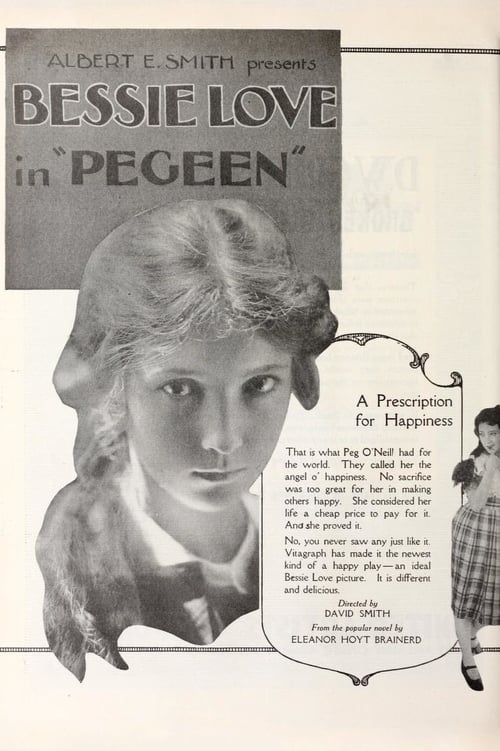 ALBERT E. SMITH presents
BESSIE LOVE
in "PEGEEN"
A Prescription
for Happiness
That is what Peg O'Neill had for
the world. They called her the
angel o' happiness. No sacrifice
was too great for her in making
others happy. She considered her
life a cheap price to pay for it.
And she proved it.
No, you never saw any just like it.
Vitagraph has made it the newest
kind of a happy play—an ideal
Bessie Love picture. It is different
and delicious.
Directed by
DAVID SMITH
From the popular novel by
ELEANOR HOYT BRAINERD